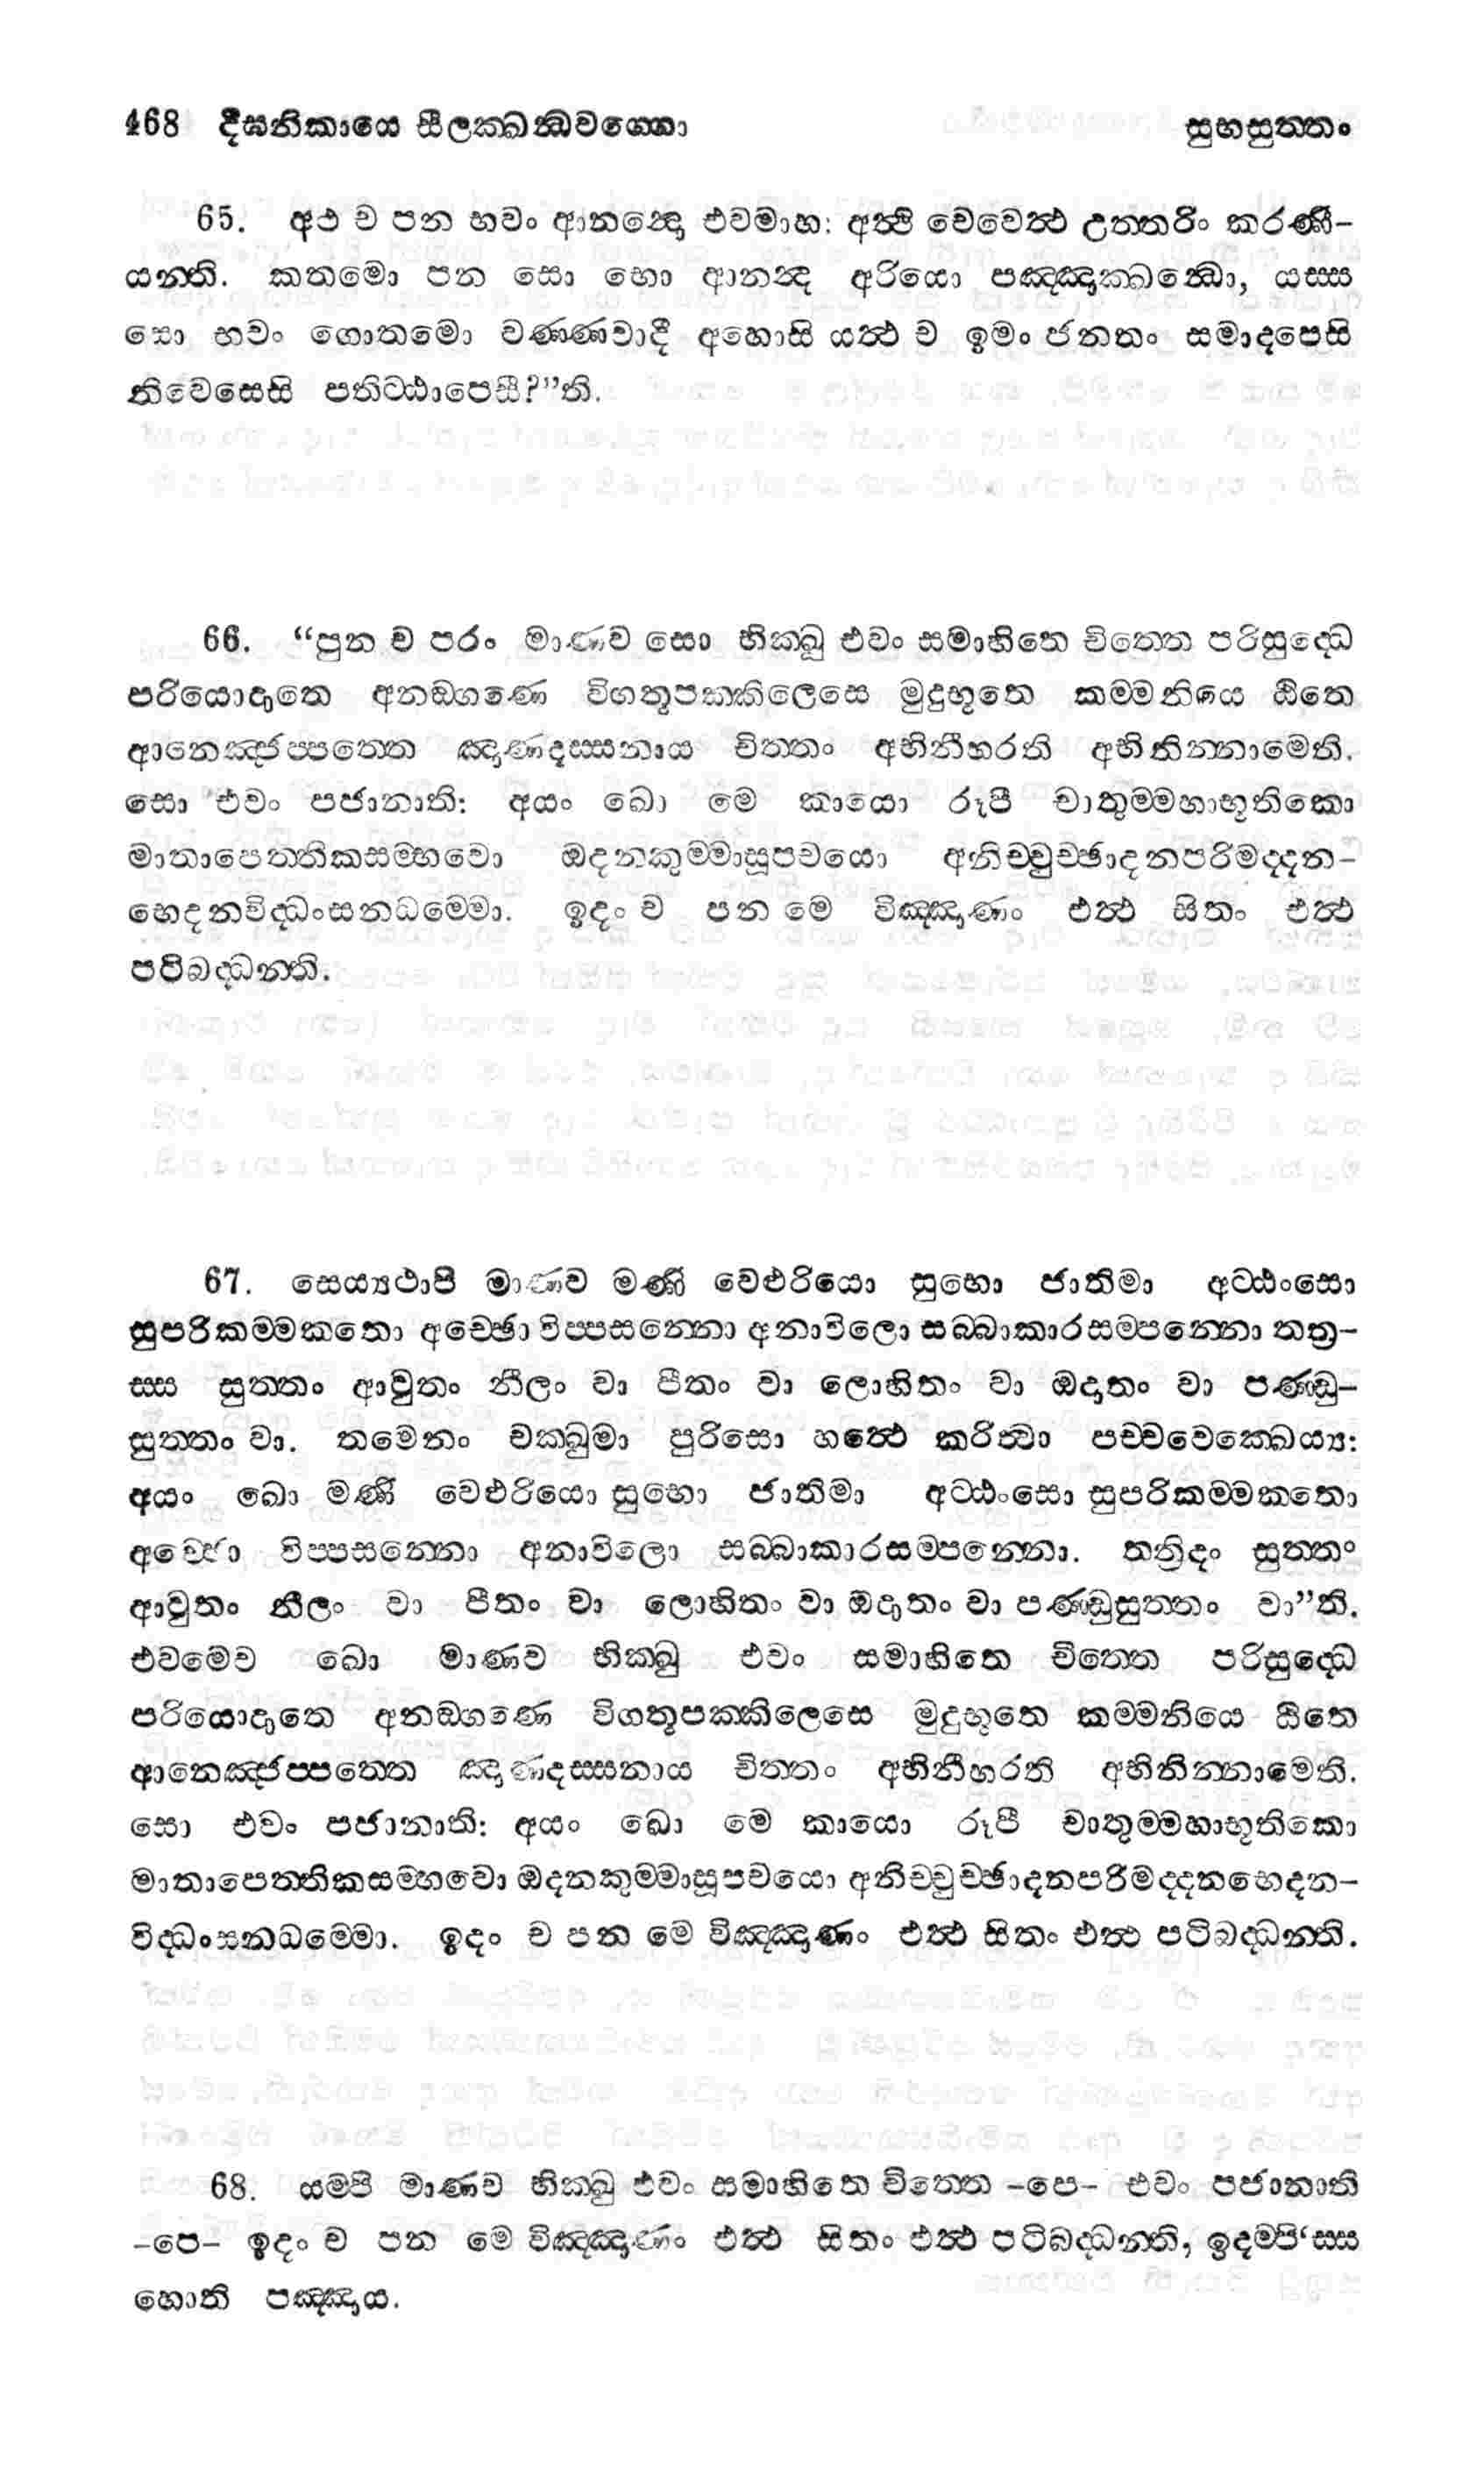 468 දීඝනිකායෙ සීලක්ඛන්ධවග්ගො සුභසුත්තං
65. අථ ච පන භවං ආනන්දො එවමාහ: අත්ථි චෙවෙත්ථ උත්තරිං කරණී-
යන්ති. කතමො පන සො භො ආනන්ද අරියො පඤ්ඤාක්ඛන්ධො, යස්ස
සො භවං ගොතමො වණ්ණවාදී අහොසි යත්ථ ච ඉමං ජනතං සමාදපෙසි
නිවෙසෙසි පතිට්ඨාපෙසී?”ති.
66. “පුන ච පරං මාණව සො භික්ඛු එවං සමාහිතෙ චිත්තෙ පරිසුද්ධෙ
පරියොදාතෙ අනඞ්ගණෙ විගතූපක්කිලෙසෙ මුදුභූතෙ කම්මනියෙ ඨිතෙ
ආනෙඤ්ජප්පත්තෙ ඤාණදස්සනාය චිත්තං අභිනීහරති අභිනින්නාමෙති.
සො එවං පජානාති: අයං ඛො මෙ කායො රූපී චාතුම්මහාභූතිකො
මාතාපෙත්තිකසම්භවො ඔදනකුම්මාසූපචයො අනිච්චුච්ඡාදනපරිමද්දන-
භෙදනවිද්ධංසනධම්මො. ඉදං ච පන මෙ විඤ්ඤාණං එත්ථ සිතං එත්ථ
පටිබද්ධන්ති.
67. සෙය්‍යථාපි මාණව මණි වෙළුරියො සුභො ජාතිමා අට්ඨංසො
සුපරිකම්මකතො අච්ඡො විප්පසන්නො අනාවිලො සබ්බාකාරසම්පන්නො තත්‍ර-
ස්ස සුත්තං ආවුතං නීලං වා පීතං වා ලොහිතං වා ඔදාතං වා පණ්ඩු-
සුත්තං වා. තමෙනං චක්ඛුමා පුරිසො හත්ථෙ කරිත්වා පච්චවෙක්ඛෙය්‍ය:
අයං ඛො මණි වෙළුරියො සුභො ජාතිමා අට්ඨංසො සුපරිකම්මකතො
අච්ඡො විප්පසන්නො අනාවිලො සබ්බාකාරසම්පන්නො. තත්‍රිදං සුත්තං
ආවුතං නීලං වා පීතං වා ලොහිතං වා ඔදාතං වා පණ්ඩුසුත්තං වා”ති.
එවමෙව ඛො මාණව භික්ඛු එවං සමාහිතෙ චිත්තෙ පරිසුද්ධෙ
පරියොදාතෙ අනඞ්ගණෙ විගතූපක්කිලෙසෙ මුදුභූතෙ කම්මනියෙ ඨිතෙ
ආනෙඤ්ජප්පත්තෙ ඤාණදස්සනාය චිත්තං අභිනීහරති අභිනින්නාමෙති.
සො එවං පජානාති: අයං ඛො මෙ කායො රූපී චාතුම්මහාභූතිකො
මාතාපෙත්තිකසම්භවො ඔදනකුම්මාසූපචයො අනිච්චුච්ඡාදනපරිමද්දනභෙදන-
විද්ධංසනධම්මො. ඉදං ච පන මෙ විඤ්ඤාණං එත්ථ සිතං එත්ථ පටිබද්ධන්ති.
68. යම්පි මාණව භික්ඛු එවං සමාහිතෙ චිත්තෙ -පෙ- එවං පජානාති
-පෙ- ඉදං ච පන මෙ විඤ්ඤාණං එත්ථ සිතං එත්ථ පටිබද්ධන්ති, ඉදම්පි‘ස්ස
හොති පඤ්ඤාය.